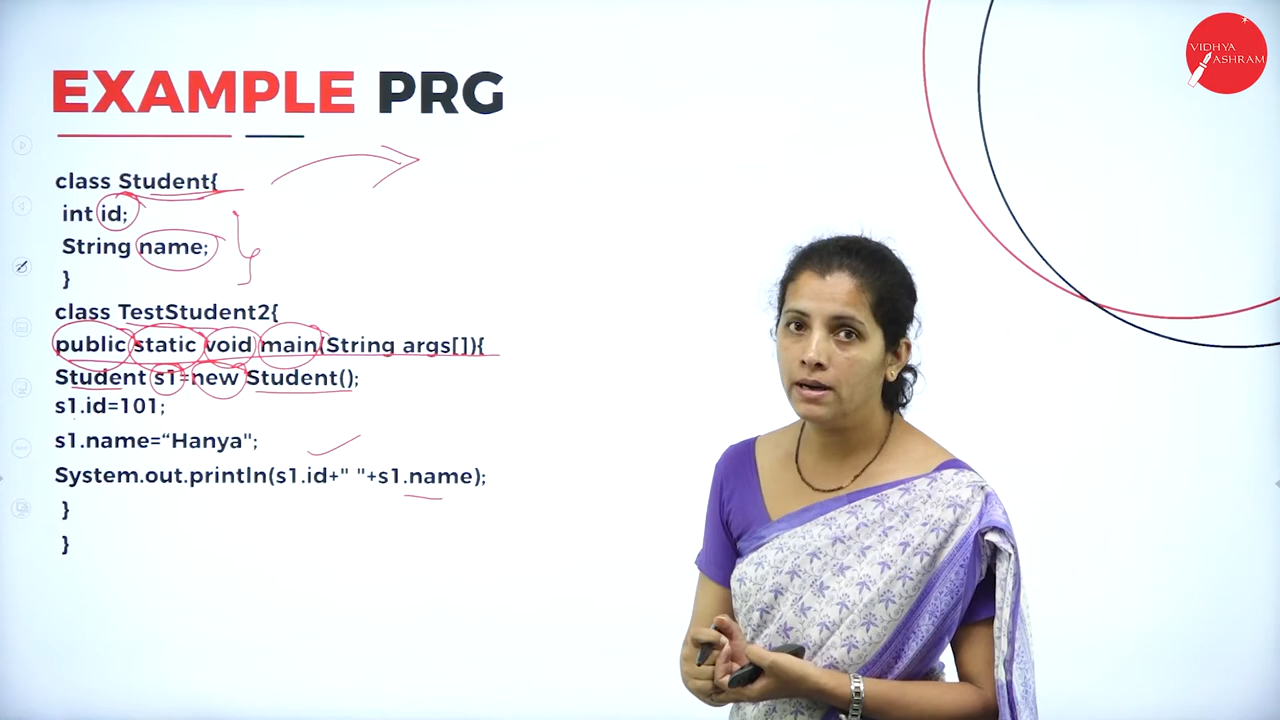 VIDHYA
ASHRAM
EXAMPLE PRG
class Student{
int id;
String name;
}
class TestStudent2{
public static void main(String args[]){
Student s1=new Student();
s1.id=101;
s1.name=“Hanya";
System.out.println(s1.id+" "+s1.name);
}
}